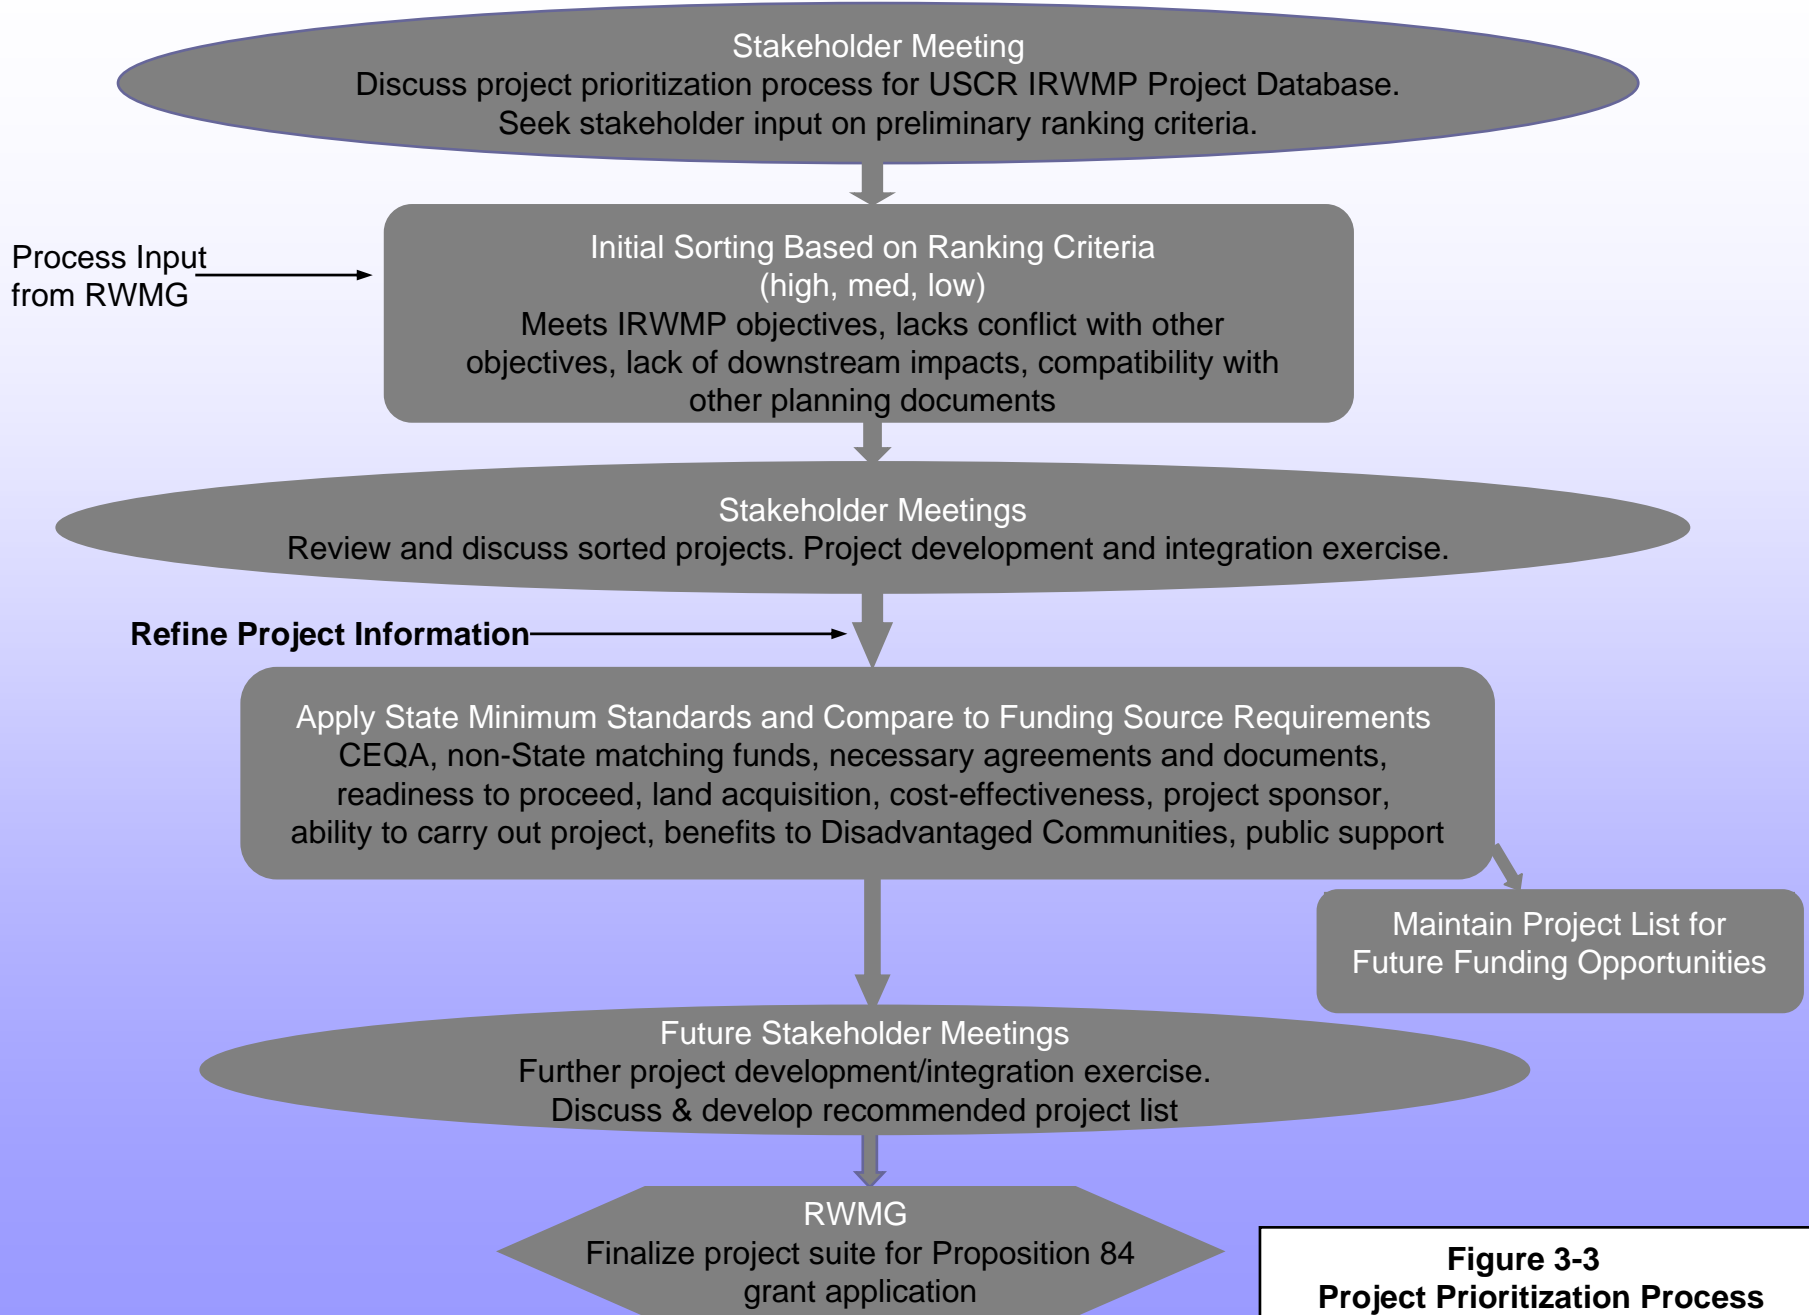 Stakeholder Meeting
Discuss project prioritization process for USCR IRWMP Project Database.
Seek stakeholder input on preliminary ranking criteria.
Process Input
from RWMG
Initial Sorting Based on Ranking Criteria
(high, med, low)
Meets IRWMP objectives, lacks conflict with other
objectives, lack of downstream impacts, compatibility with
other planning documents
Stakeholder Meetings
Review and discuss sorted projects. Project development and integration exercise.
Refine Project Information
Apply State Minimum Standards and Compare to Funding Source Requirements
CEQA, non-State matching funds, necessary agreements and documents,
readiness to proceed, land acquisition, cost-effectiveness, project sponsor,
ability to carry out project, benefits to Disadvantaged Communities, public support
Maintain Project List for
Future Funding Opportunities
Future Stakeholder Meetings
Further project development/integration exercise.
Discuss & develop recommended project list
RWMG
Finalize project suite for Proposition 84
grant application
Figure 3-3
Project Prioritization Process